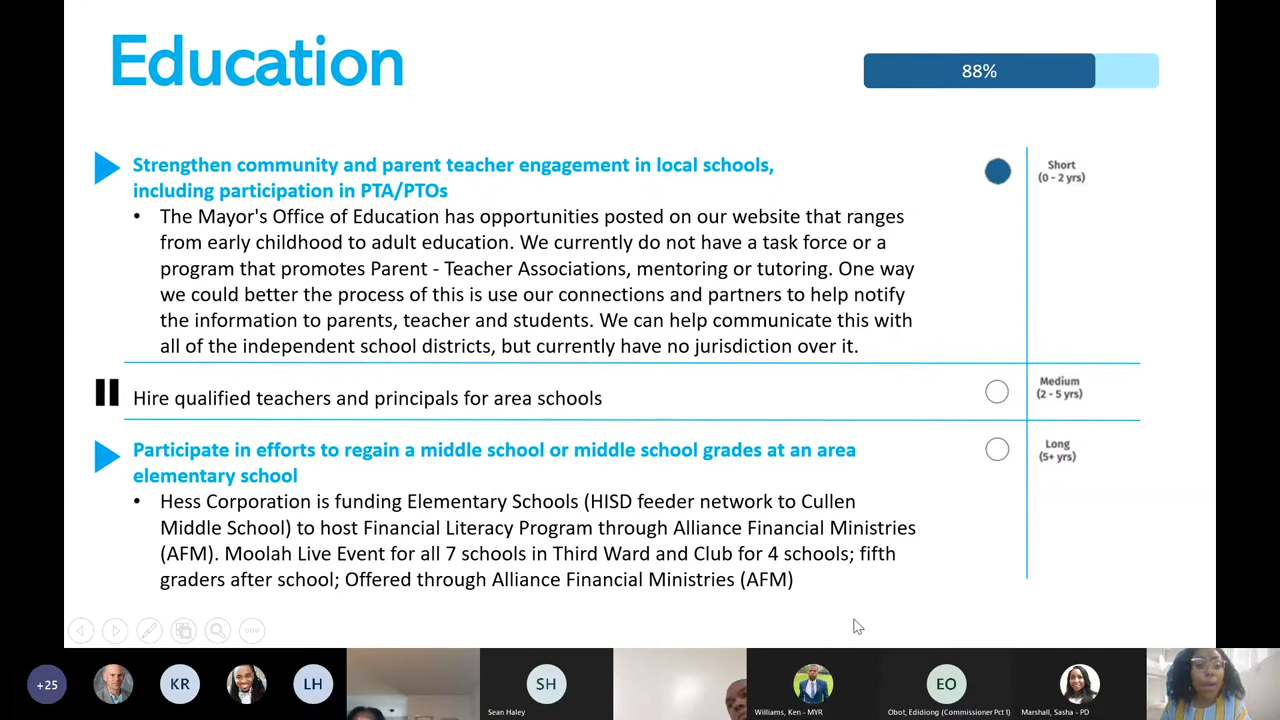 Education
88%
Strengthen community and parent teacher engagement in local schools,
including participation in PTA/PTOs
Short
(0 - 2 yrs)
• The Mayor's Office of Education has opportunities posted on our website that ranges
from early childhood to adult education. We currently do not have a task force or a
program that promotes Parent - Teacher Associations, mentoring or tutoring. One way
we could better the process of this is use our connections and partners to help notify
the information to parents, teacher and students. We can help communicate this with
all of the independent school districts, but currently have no jurisdiction over it.
Hire qualified teachers and principals for area schools
Medium
(2 - 5 yrs)
Participate in efforts to regain a middle school or middle school grades at an area
elementary school
Long
(5+ yrs)
• Hess Corporation is funding Elementary Schools (HISD feeder network to Cullen
Middle School) to host Financial Literacy Program through Alliance Financial Ministries
(AFM). Moolah Live Event for all 7 schools in Third Ward and Club for 4 schools; fifth
graders after school; Offered through Alliance Financial Ministries (AFM)
+25
KR
LH
SH
Sean Haley
Williams, Ken - MYR
EO
Obot, Edidiong (Commissioner Pct 1)
Marshall, Sasha - PD